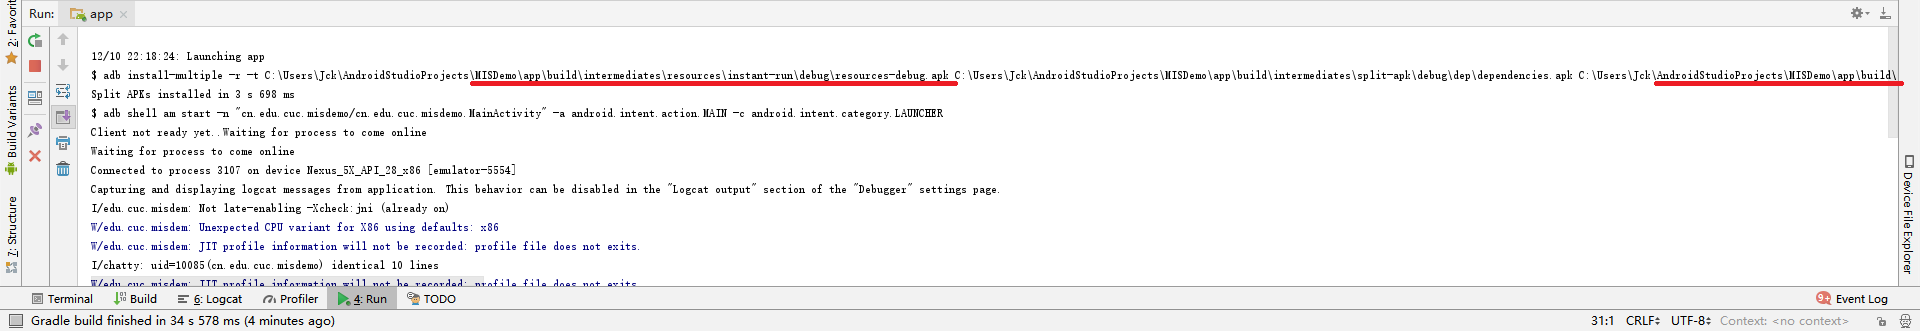 Run: app
12/10 22:18:24: Launching app
$ adb install-multiple -r -t C:\Users\Jck\AndroidStudioProjects\MISDemo\app\build\intermediates\resources\instant-run\debug\resources-debug.apk C:\Users\Jck\AndroidStudioProjects\MISDemo\app\build\intermediates\split-apk\debug\dep\dependencies.apk C:\Users\Jck\AndroidStudioProjects\MISDemo\app\build\
Split APKs installed in 3 s 698 ms
$ adb shell am start -n "cn.edu.cuc.misdemo/cn.edu.cuc.misdemo.MainActivity" -a android.intent.action.MAIN -c android.intent.category.LAUNCHER
Client not ready yet..Waiting for process to come online
Waiting for process to come online
Connected to process 3107 on device Nexus_5X_API_28_x86 [emulator-5554]
Capturing and displaying logcat messages from application. This behavior can be disabled in the "Logcat output" section of the "Debugger" settings page.
I/edu.cuc.misdem: Not late-enabling -Xcheck:jni (already on)
W/edu.cuc.misdem: Unexpected CPU variant for X86 using defaults: x86
W/edu.cuc.misdem: JIT profile information will not be recorded: profile file does not exits.
I/chatty: uid=10085(cn.edu.cuc.misdemo) identical 10 lines
W/edu.cuc.misdem: JIT profile information will not be recorded: profile file does not exits.
2: Favorit
Build Variants
7: Structure
Device File Explorer
Terminal Build 6: Logcat Profiler 4: Run TODO 9+ Event Log
Gradle build finished in 34 s 578 ms (4 minutes ago) 31:1 CRLF UTF-8 Context: <no context>